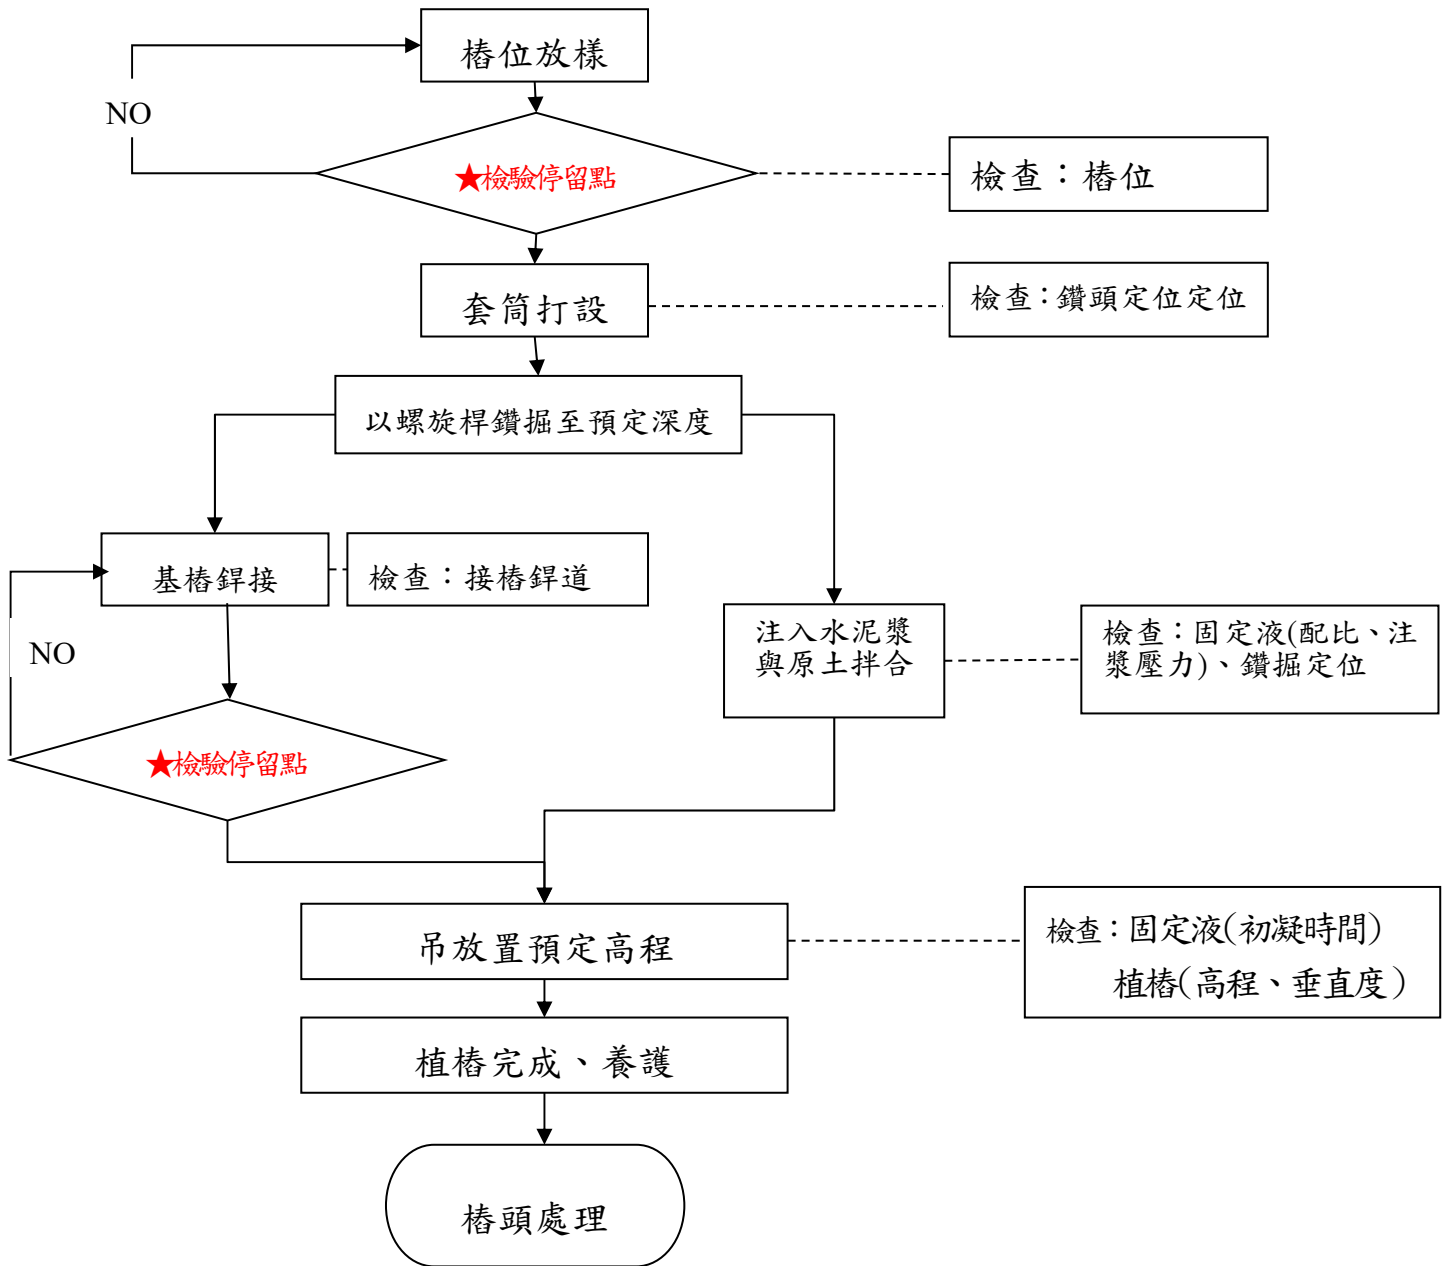 樁位放樣
NO
★檢驗停留點
檢查：樁位
套筒打設
檢查：鑽頭定位定位
以螺旋桿鑽掘至預定深度
基樁銲接
檢查：接樁銲道
NO
注入水泥漿
與原土拌合
檢查：固定液(配比、注
漿壓力)、鑽掘定位
★檢驗停留點
吊放置預定高程
檢查：固定液(初凝時間)
植樁(高程、垂直度)
植樁完成、養護
樁頭處理